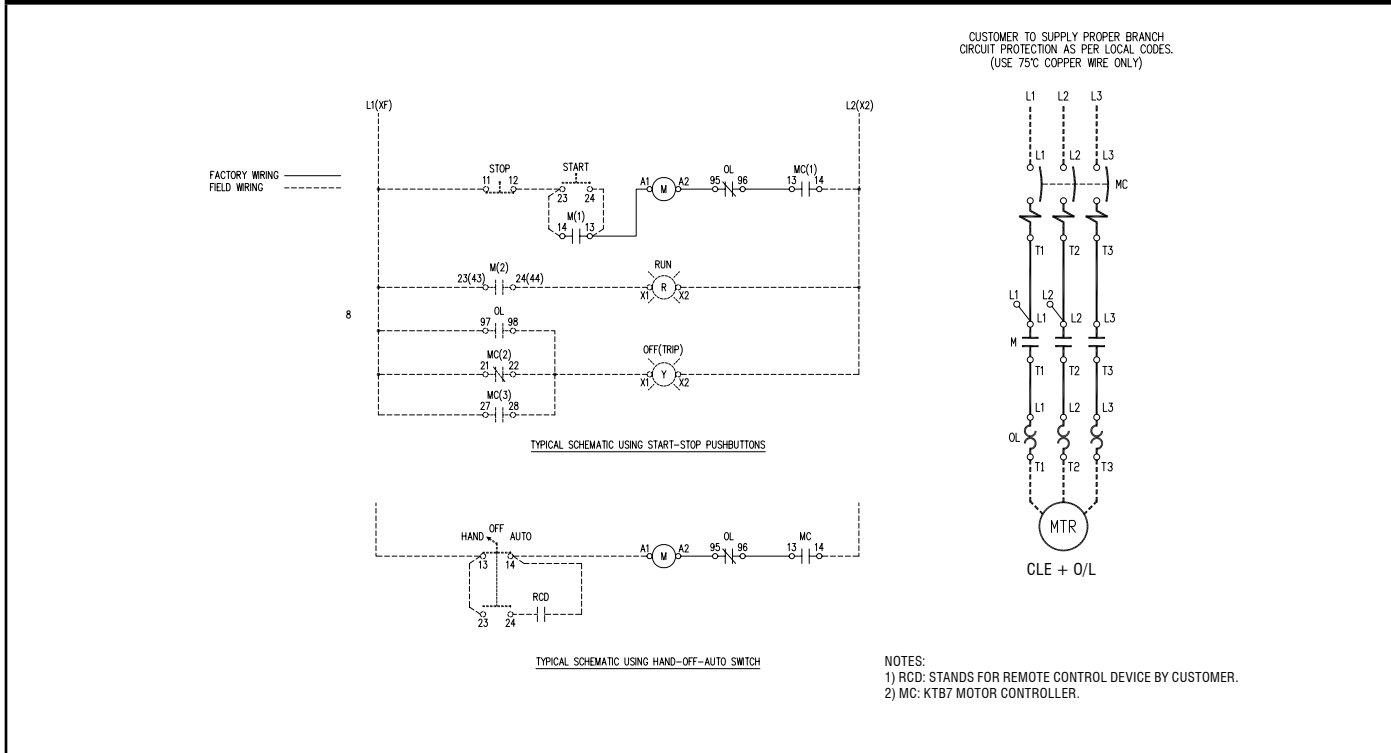 CUSTOMER TO SUPPLY PROPER BRANCH
CIRCUIT PROTECTION AS PER LOCAL CODES.
(USE 75°C COPPER WIRE ONLY)
FACTORY WIRING
FIELD WIRING
L1(XF) L2(X2)
STOP START OL MC(1)
11 12 23 24 A1 M A2 95 96 13 14
M(1)
14 13
M(2) RUN
23(43) 24(44) X1 R X2
8
OL
97 98
MC(2) OFF(TRIP)
21 22 X1 Y X2
MC(3)
27 28
TYPICAL SCHEMATIC USING START-STOP PUSHBUTTONS
HAND OFF AUTO OL MC
13 14 A1 M A2 95 96 13 14
RCD
23 24
TYPICAL SCHEMATIC USING HAND-OFF-AUTO SWITCH
L1 L2 L3
L1 L2 L3
MC
T1 T2 T3
L1 L2
L1 L2 L3
M
T1 T2 T3
L1 L2 L3
OL
T1 T2 T3
MTR
CLE + O/L
NOTES:
1) RCD: STANDS FOR REMOTE CONTROL DEVICE BY CUSTOMER.
2) MC: KTB7 MOTOR CONTROLLER.